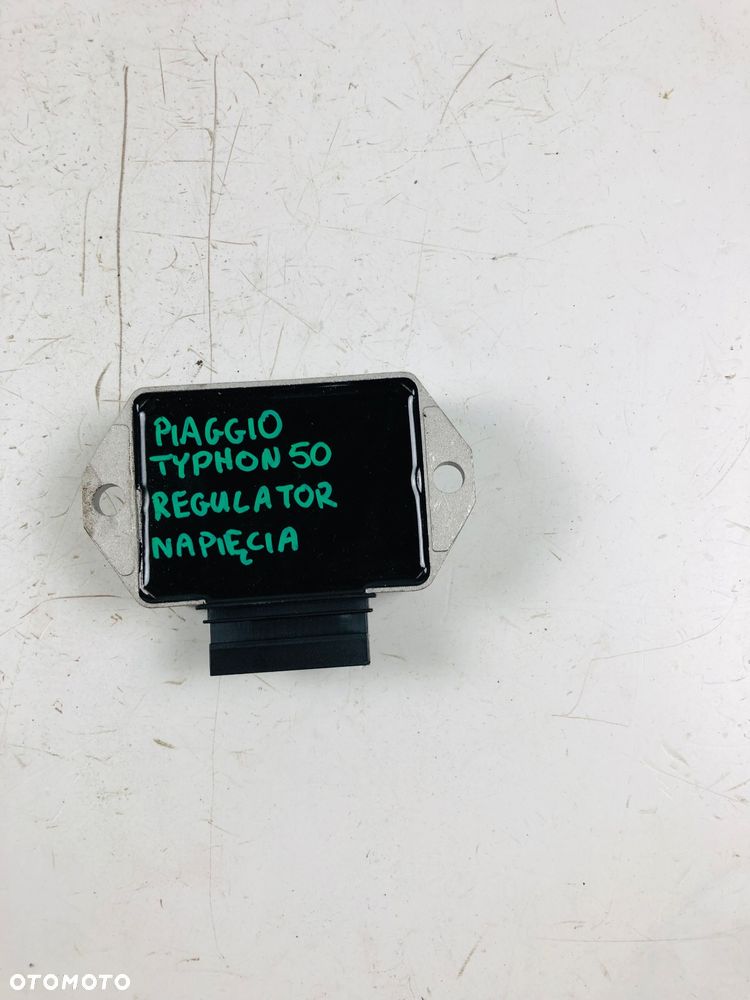 PIAGGIO
TYPHON 50
REGULATOR
NAPIĘCIA
OTOMOTO